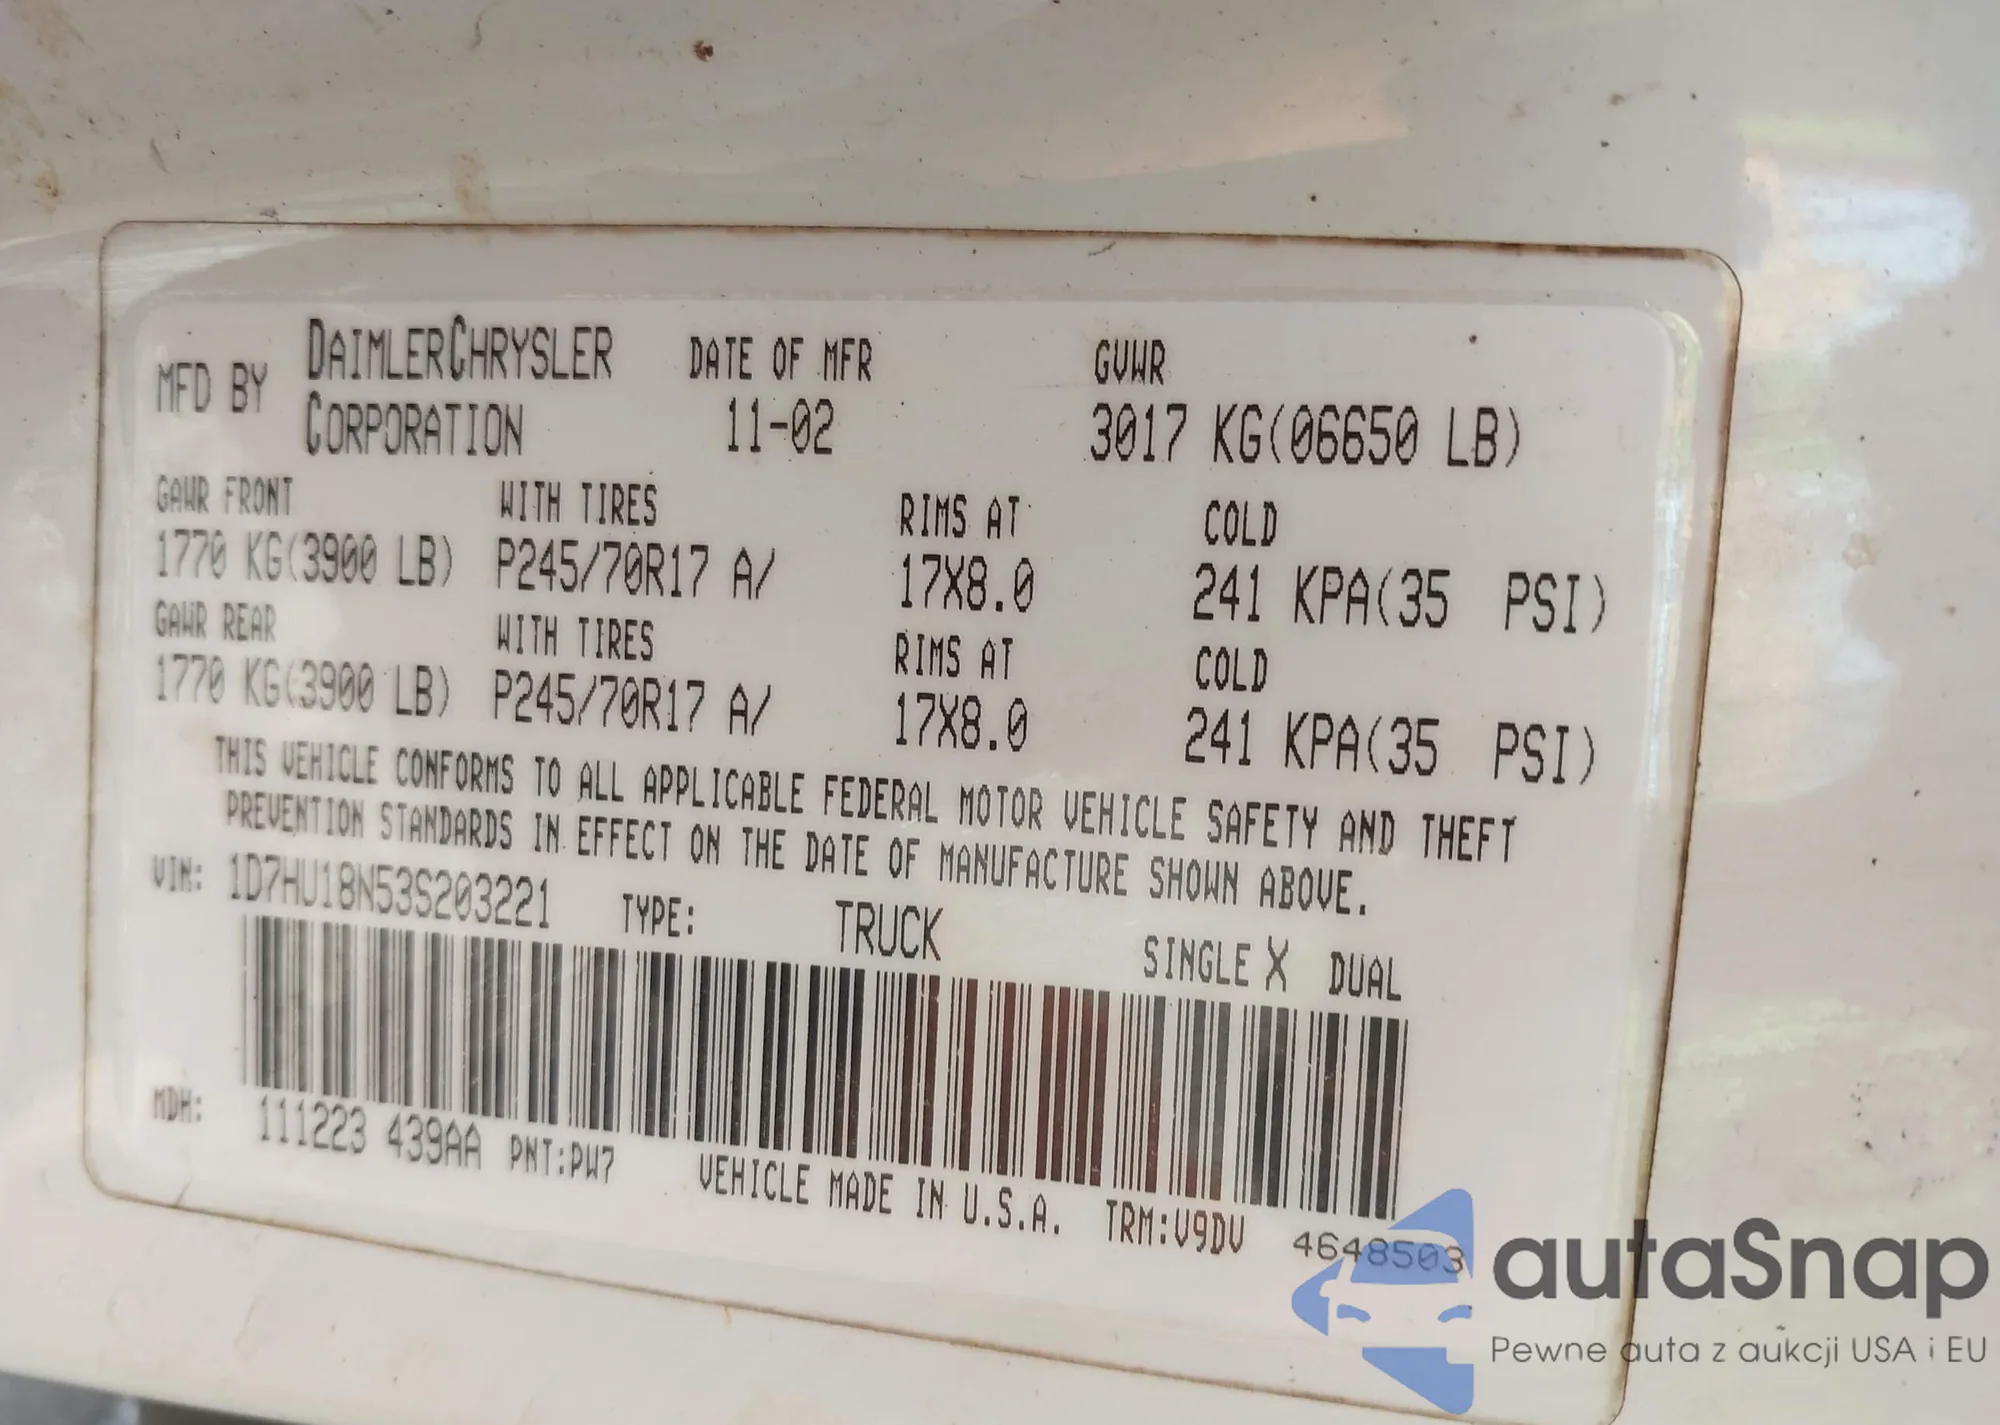 MFD BY DAIMLERCHRYSLER CORPORATION DATE OF MFR 11-02 GVWR 3017 KG(06650 LB)
GAWR FRONT WITH TIRES RIMS AT COLD
1770 KG(3900 LB) P245/70R17 A/ 17X8.0 241 KPA(35 PSI)
GAWR REAR WITH TIRES RIMS AT COLD
1770 KG(3900 LB) P245/70R17 A/ 17X8.0 241 KPA(35 PSI)
THIS VEHICLE CONFORMS TO ALL APPLICABLE FEDERAL MOTOR VEHICLE SAFETY AND THEFT
PREVENTION STANDARDS IN EFFECT ON THE DATE OF MANUFACTURE SHOWN ABOVE.
VIN: 1D7HU18N53S203221 TYPE: TRUCK SINGLE X DUAL
MDH: 111223 439AA PNT:PW7 VEHICLE MADE IN U.S.A. TRM:V9DV 4648503
autaSnap
Pewne auta z aukcji USA i EU